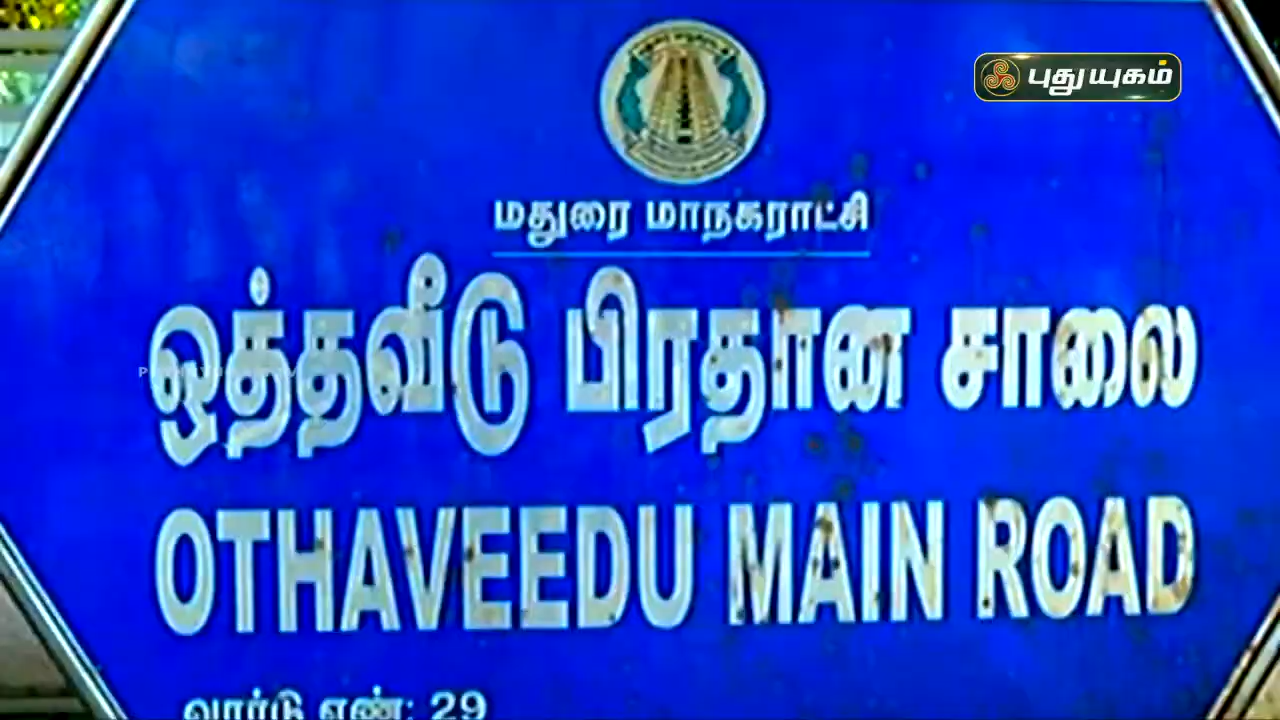 புதுயுகம்
மதுரை மாநகராட்சி
ஒத்தவீடு பிரதான சாலை
OTHAVEEDU MAIN ROAD
வார்டு எண்: 29